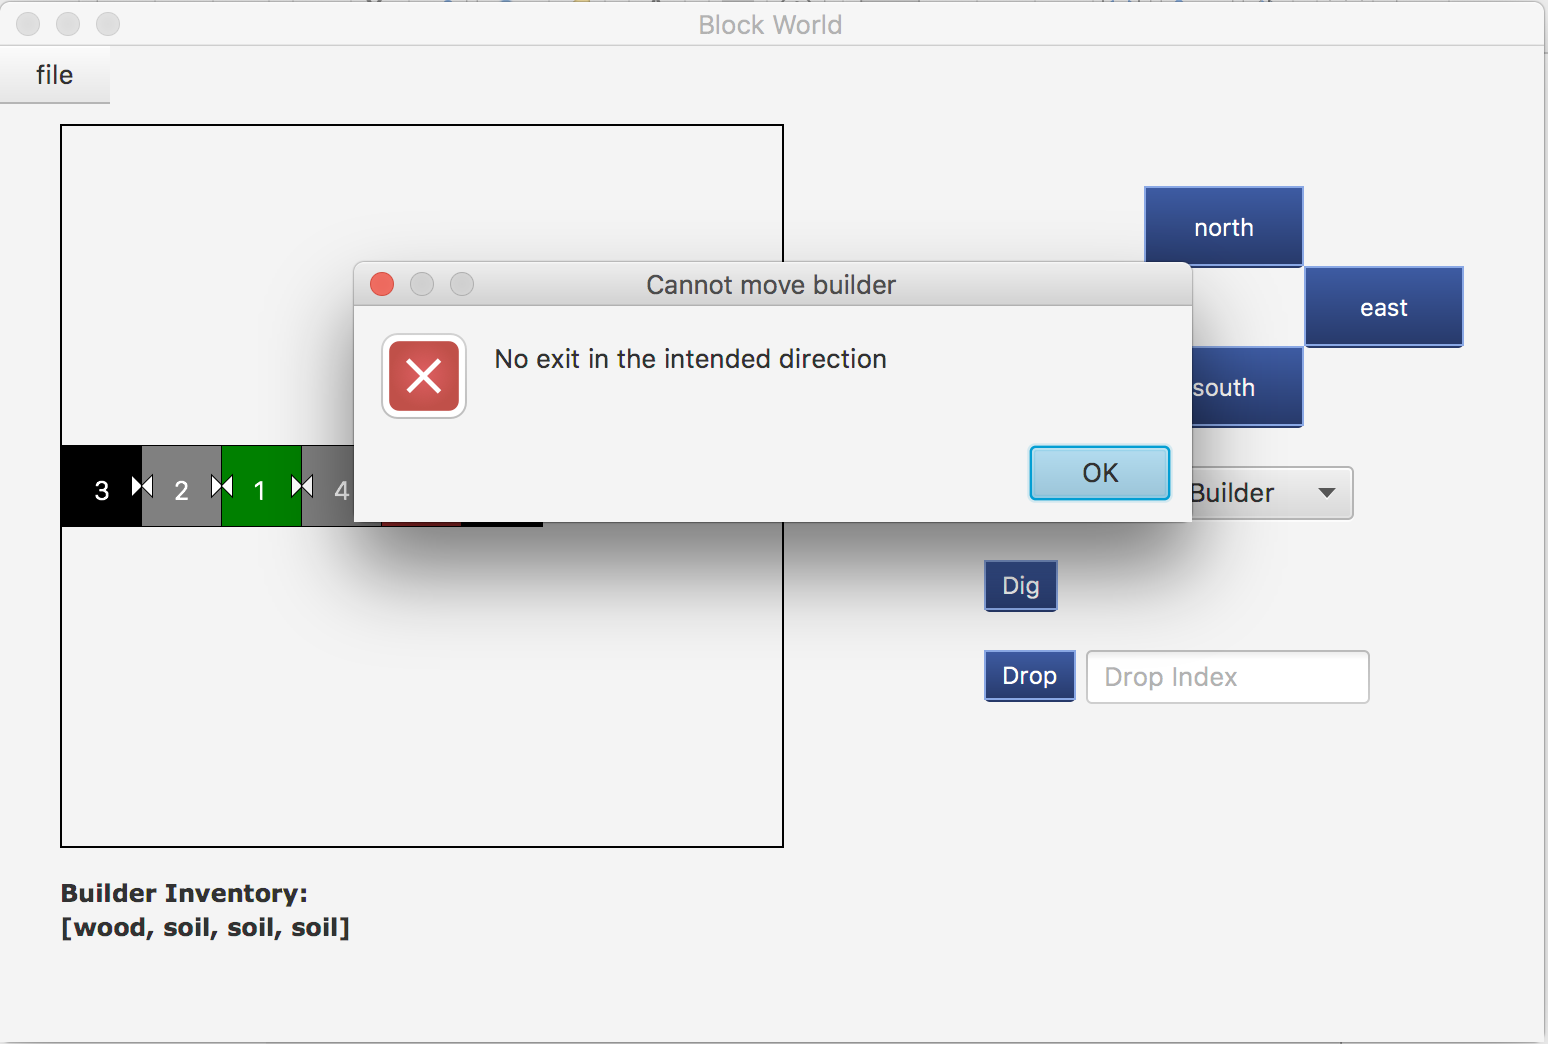 Block World
file
north
Cannot move builder
east
No exit in the intended direction
south
3 2 1 4
OK
Builder
Dig
Drop Drop Index
Builder Inventory:
[wood, soil, soil, soil]